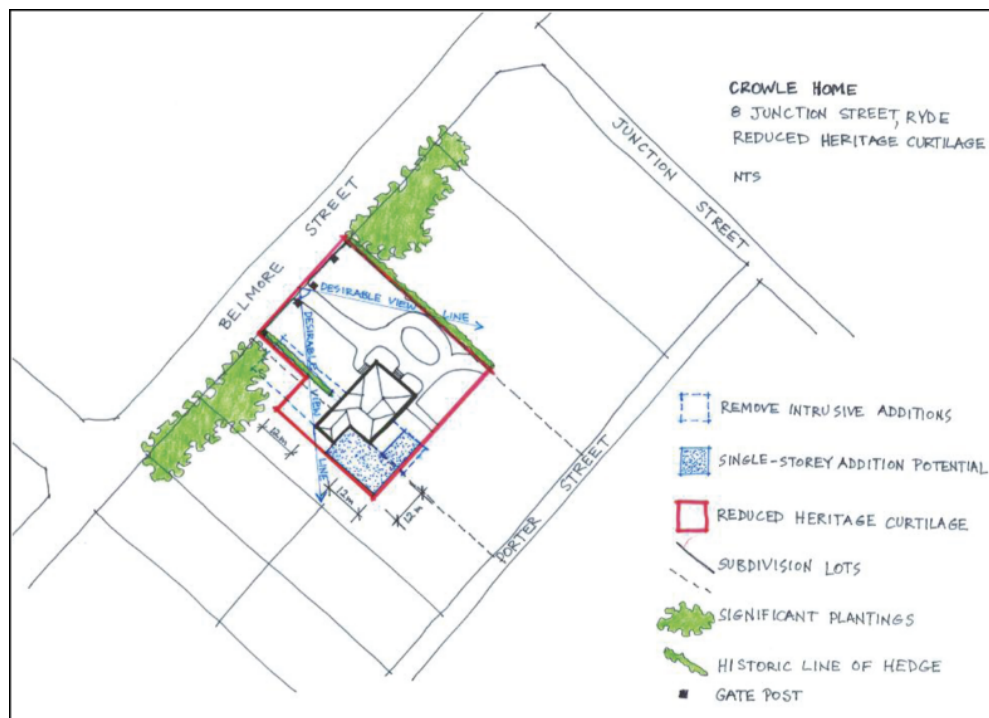 CROWLE HOME
8 JUNCTION STREET, RYDE
REDUCED HERITAGE CURTILAGE
NTS
JUNCTION STREET
BELMORE STREET
DESIRABLE VIEW LINE
DESIRABLE VIEW LINE
12m
12m
12m
PORTER STREET
REMOVE INTRUSIVE ADDITIONS
SINGLE-STOREY ADDITION POTENTIAL
REDUCED HERITAGE CURTILAGE
SUBDIVISION LOTS
SIGNIFICANT PLANTINGS
HISTORIC LINE OF HEDGE
GATE POST